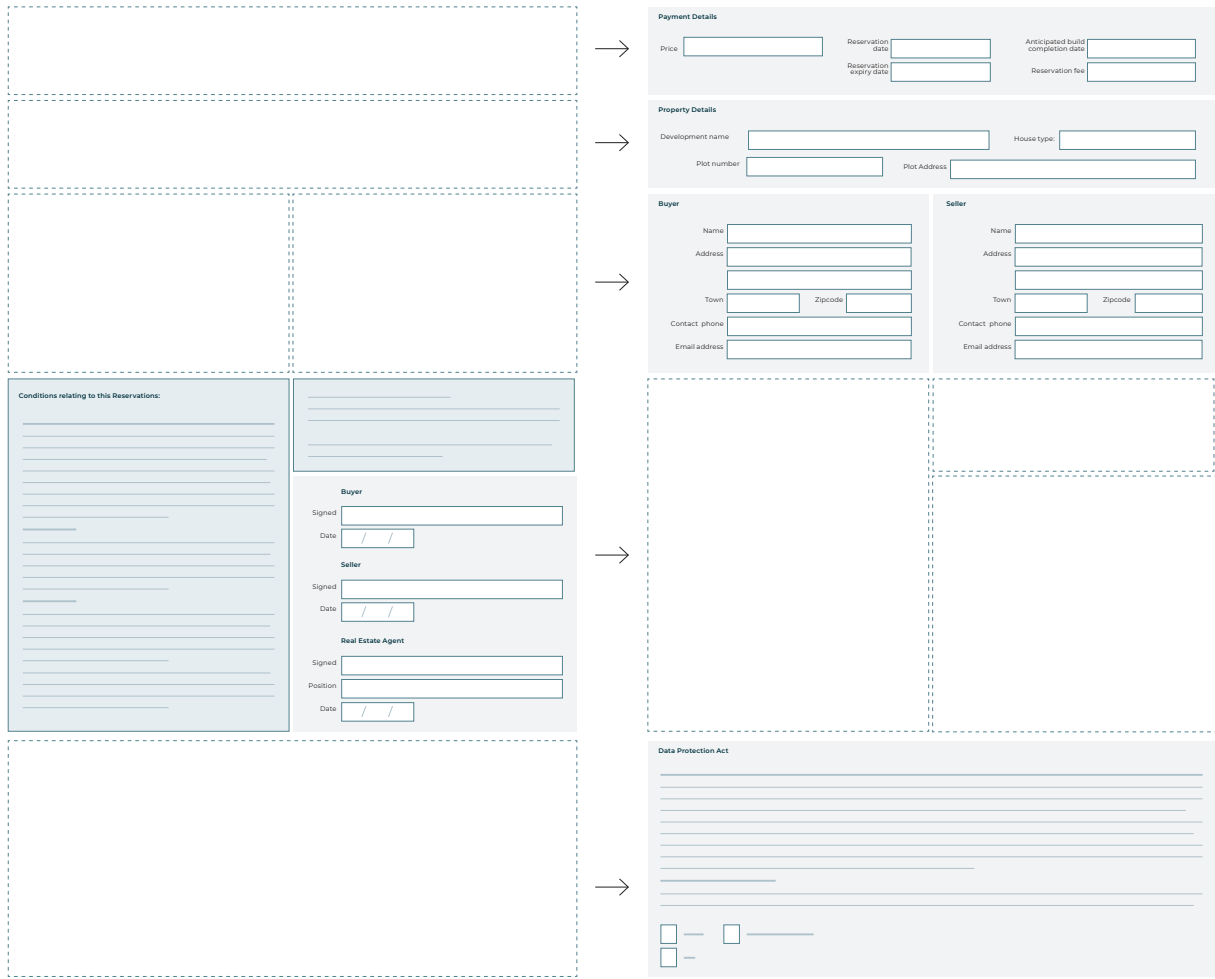 Payment Details
Price
Reservation
date
Anticipated build
completion date
Reservation
expiry date
Reservation fee
Property Details
Development name
House type:
Plot number
Plot Address
Buyer
Name
Address
Town
Zipcode
Contact phone
Email address
Seller
Name
Address
Town
Zipcode
Contact phone
Email address
Conditions relating to this Reservations:
Buyer
Signed
Date
/ /
Seller
Signed
Date
/ /
Real Estate Agent
Signed
Position
Date
/ /
Data Protection Act